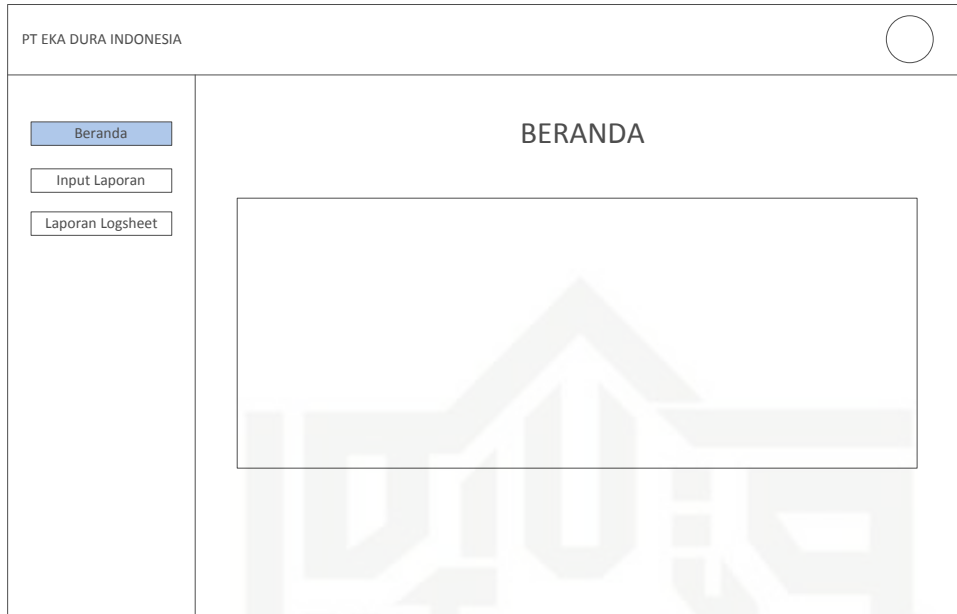 PT EKA DURA INDONESIA
Beranda
Input Laporan
Laporan Logsheet
BERANDA